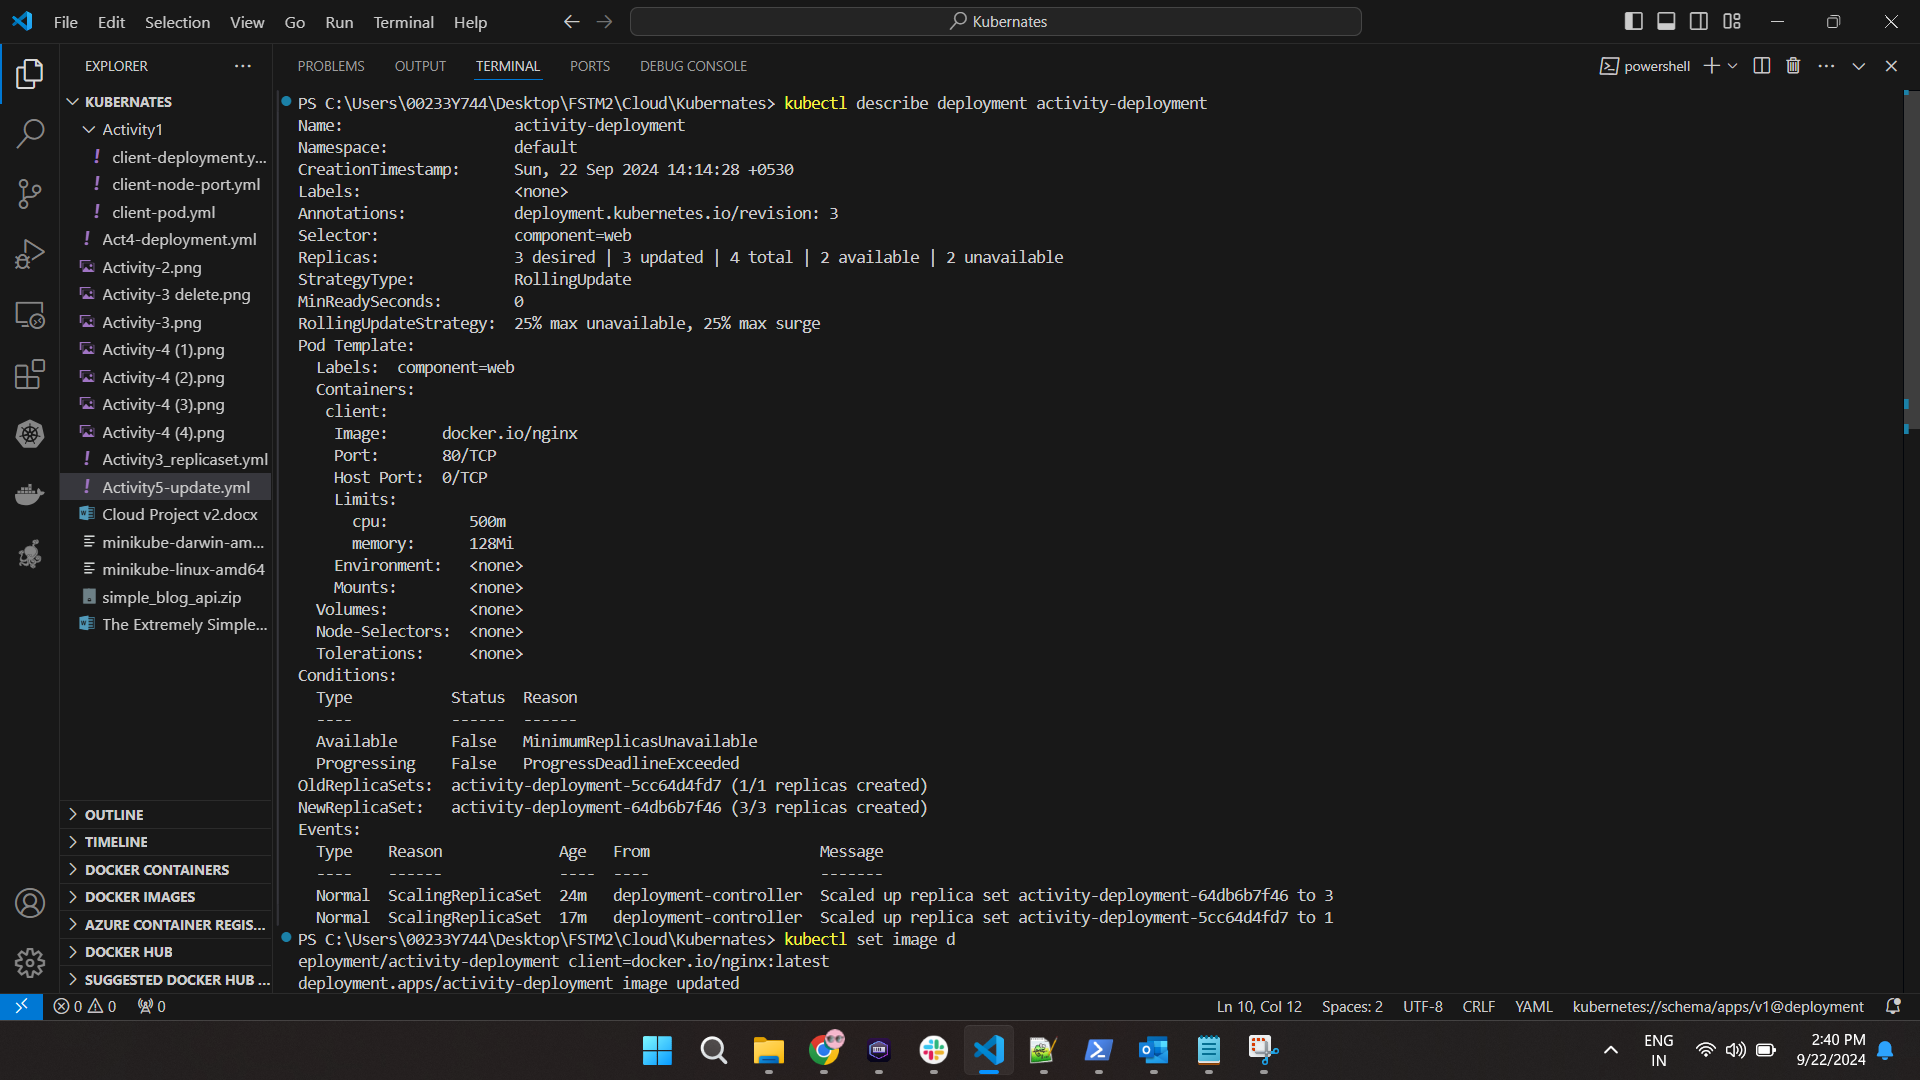 File Edit Selection View Go Run Terminal Help
Kubernates
EXPLORER
PROBLEMS OUTPUT TERMINAL PORTS DEBUG CONSOLE
powershell
KUBERNATES
Activity1
client-deployment.y...
client-node-port.yml
client-pod.yml
Act4-deployment.yml
Activity-2.png
Activity-3 delete.png
Activity-3.png
Activity-4 (1).png
Activity-4 (2).png
Activity-4 (3).png
Activity-4 (4).png
Activity3_replicaset.yml
Activity5-update.yml
Cloud Project v2.docx
minikube-darwin-am...
minikube-linux-amd64
simple_blog_api.zip
The Extremely Simple...
OUTLINE
TIMELINE
DOCKER CONTAINERS
DOCKER IMAGES
AZURE CONTAINER REGIS...
DOCKER HUB
SUGGESTED DOCKER HUB ...
PS C:\Users\00233Y744\Desktop\FSTM2\Cloud\Kubernates> kubectl describe deployment activity-deployment
Name: activity-deployment
Namespace: default
CreationTimestamp: Sun, 22 Sep 2024 14:14:28 +0530
Labels: <none>
Annotations: deployment.kubernetes.io/revision: 3
Selector: component=web
Replicas: 3 desired | 3 updated | 4 total | 2 available | 2 unavailable
StrategyType: RollingUpdate
MinReadySeconds: 0
RollingUpdateStrategy: 25% max unavailable, 25% max surge
Pod Template:
Labels: component=web
Containers:
client:
Image: docker.io/nginx
Port: 80/TCP
Host Port: 0/TCP
Limits:
cpu: 500m
memory: 128Mi
Environment: <none>
Mounts: <none>
Volumes: <none>
Node-Selectors: <none>
Tolerations: <none>
Conditions:
Type Status Reason
---- ------ ------
Available False MinimumReplicasUnavailable
Progressing False ProgressDeadlineExceeded
OldReplicaSets: activity-deployment-5cc64d4fd7 (1/1 replicas created)
NewReplicaSet: activity-deployment-64db6b7f46 (3/3 replicas created)
Events:
Type Reason Age From Message
---- ------ ---- ---- -------
Normal ScalingReplicaSet 24m deployment-controller Scaled up replica set activity-deployment-64db6b7f46 to 3
Normal ScalingReplicaSet 17m deployment-controller Scaled up replica set activity-deployment-5cc64d4fd7 to 1
PS C:\Users\00233Y744\Desktop\FSTM2\Cloud\Kubernates> kubectl set image d
eployment/activity-deployment client=docker.io/nginx:latest
deployment.apps/activity-deployment image updated
0 0 0
Ln 10, Col 12 Spaces: 2 UTF-8 CRLF YAML kubernetes://schema/apps/v1@deployment
ENG
IN
2:40 PM
9/22/2024